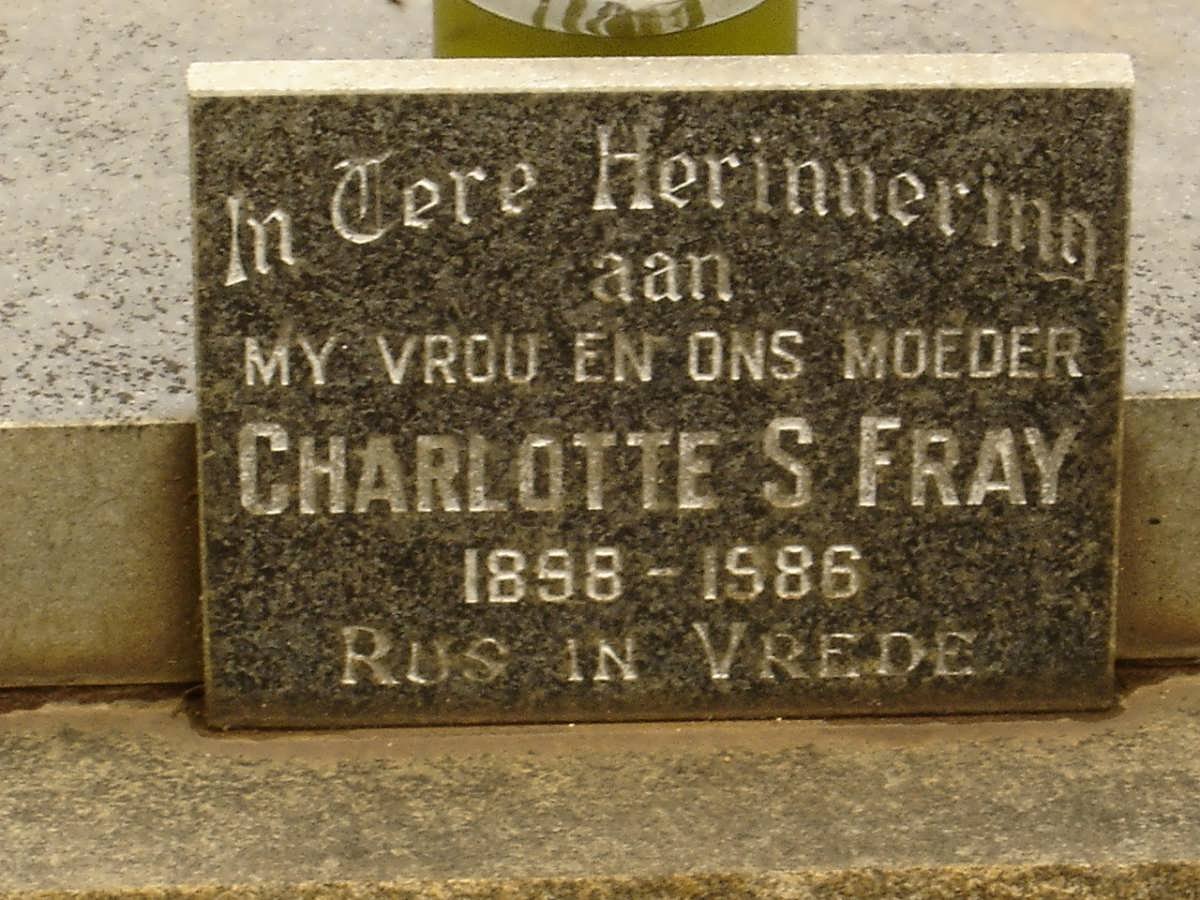 In Tere Herinnering
aan
MY VROU EN ONS MOEDER
CHARLOTTE S FRAY
1898 - 1986
RUS IN VREDE